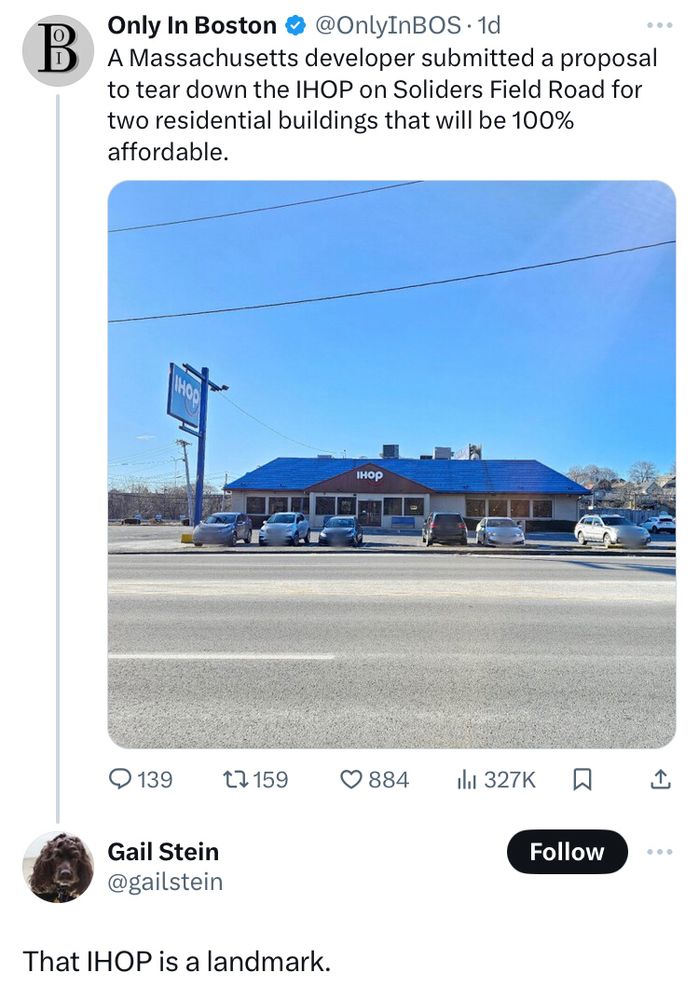 Only In Boston @OnlyInBOS · 1d
A Massachusetts developer submitted a proposal
to tear down the IHOP on Soliders Field Road for
two residential buildings that will be 100%
affordable.
IHOP
IHOP
139 159 884 327K
Gail Stein
Follow
@gailstein
That IHOP is a landmark.